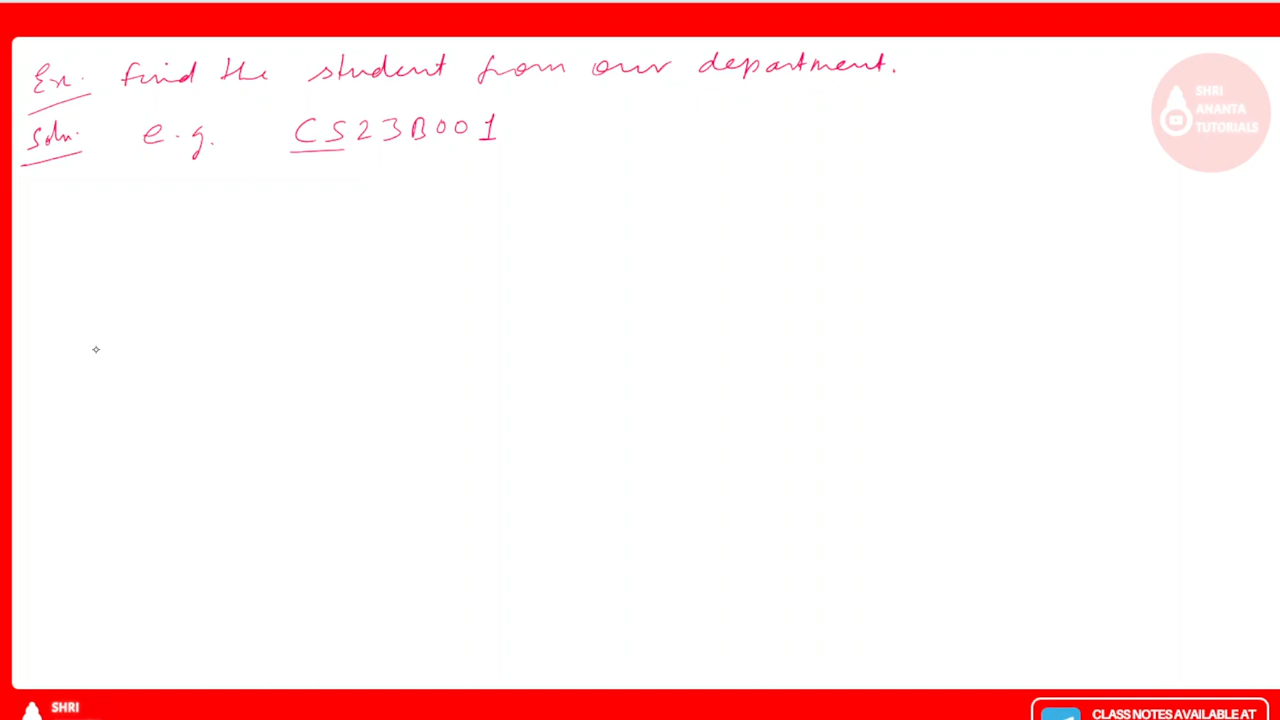 Ex. Find the student from our department.
Soln. e.g. CS23B001
SHRI
ANANTA
TUTORIALS
SHRI
CLASS NOTES AVAILABLE AT